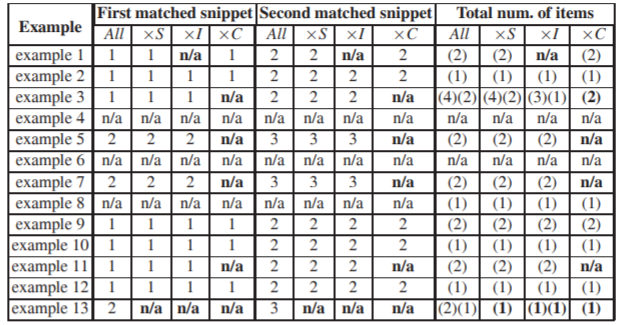 Example First matched snippet Second matched snippet Total num. of items
All ×S ×I ×C All ×S ×I ×C All ×S ×I ×C
example 1 1 1 n/a 1 2 2 n/a 2 (2) (2) n/a (2)
example 2 1 1 1 1 2 2 2 2 (1) (1) (1) (1)
example 3 1 1 1 n/a 2 2 2 n/a (4)(2) (4)(2) (3)(1) (2)
example 4 n/a n/a n/a n/a n/a n/a n/a n/a n/a n/a n/a n/a
example 5 2 2 2 n/a 3 3 3 n/a (2) (2) (2) n/a
example 6 n/a n/a n/a n/a n/a n/a n/a n/a n/a n/a n/a n/a
example 7 2 2 2 n/a 3 3 3 n/a (2) (2) (2) n/a
example 8 n/a n/a n/a n/a n/a n/a n/a n/a (1) (1) (1) (1)
example 9 1 1 1 1 2 2 2 2 (2) (2) (2) (2)
example 10 1 1 1 1 2 2 2 2 (1) (1) (1) (1)
example 11 1 1 1 n/a 2 2 2 n/a (2) (2) (2) n/a
example 12 1 1 1 1 2 2 2 2 (1) (1) (1) (1)
example 13 2 n/a n/a n/a 3 n/a n/a n/a (2)(1) (1) (1)(1) (1)